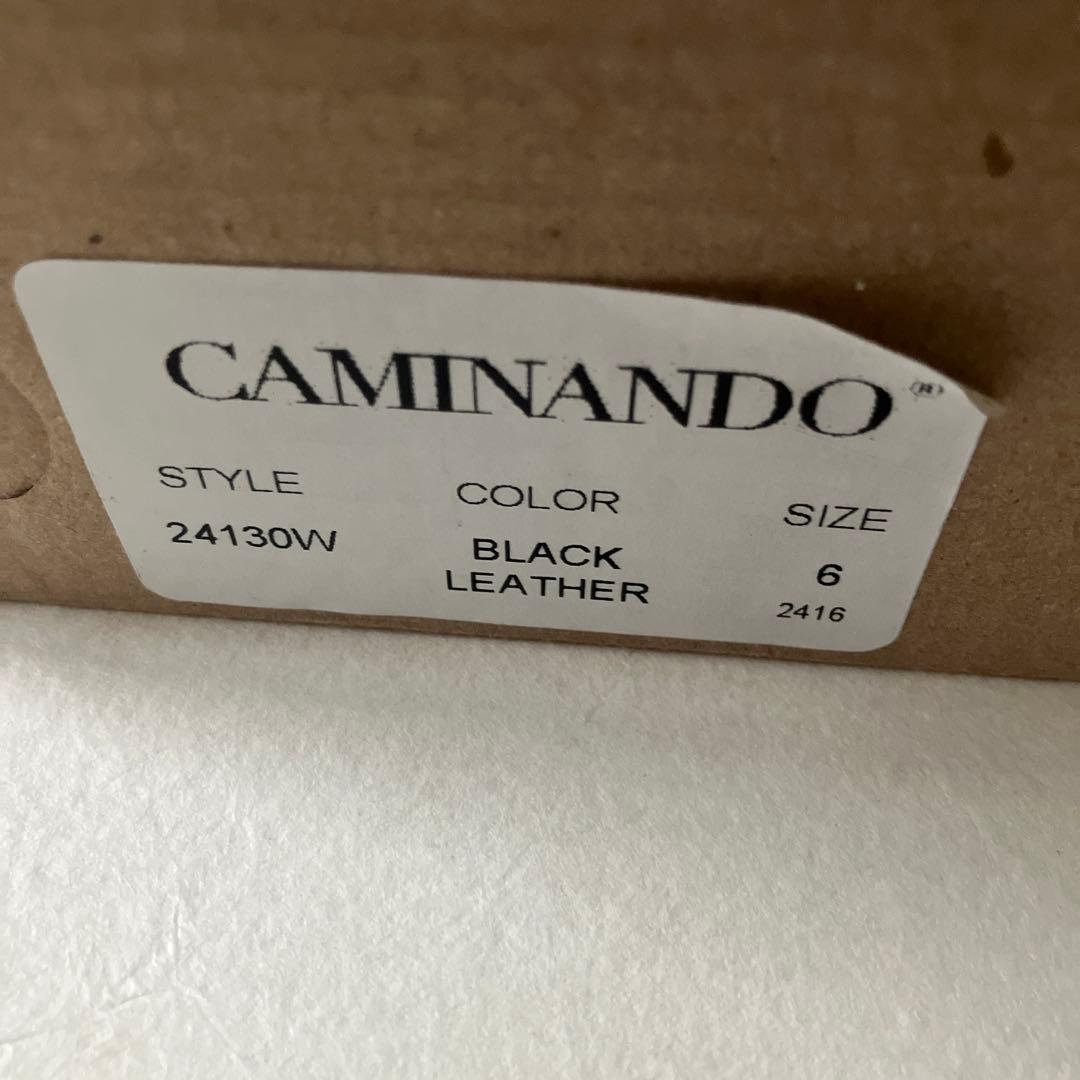 CAMINANDO®
STYLE COLOR SIZE
24130W BLACK LEATHER 6
2416